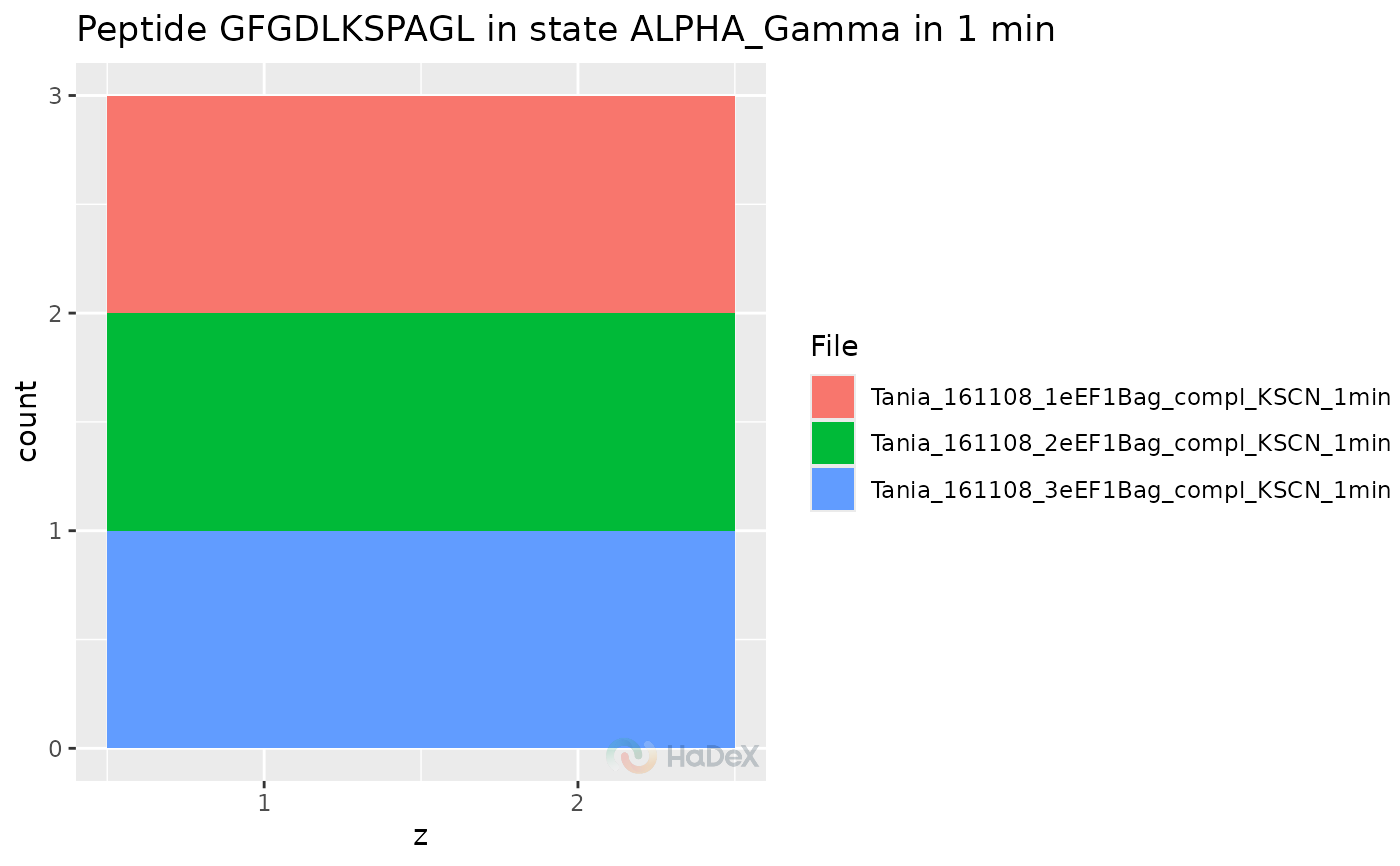 Peptide GFGDLKSPAGL in state ALPHA_Gamma in 1 min
3
2
1
0
count
1 2
z
HaDeX
File
Tania_161108_1eEF1Bag_compl_KSCN_1min
Tania_161108_2eEF1Bag_compl_KSCN_1min
Tania_161108_3eEF1Bag_compl_KSCN_1min